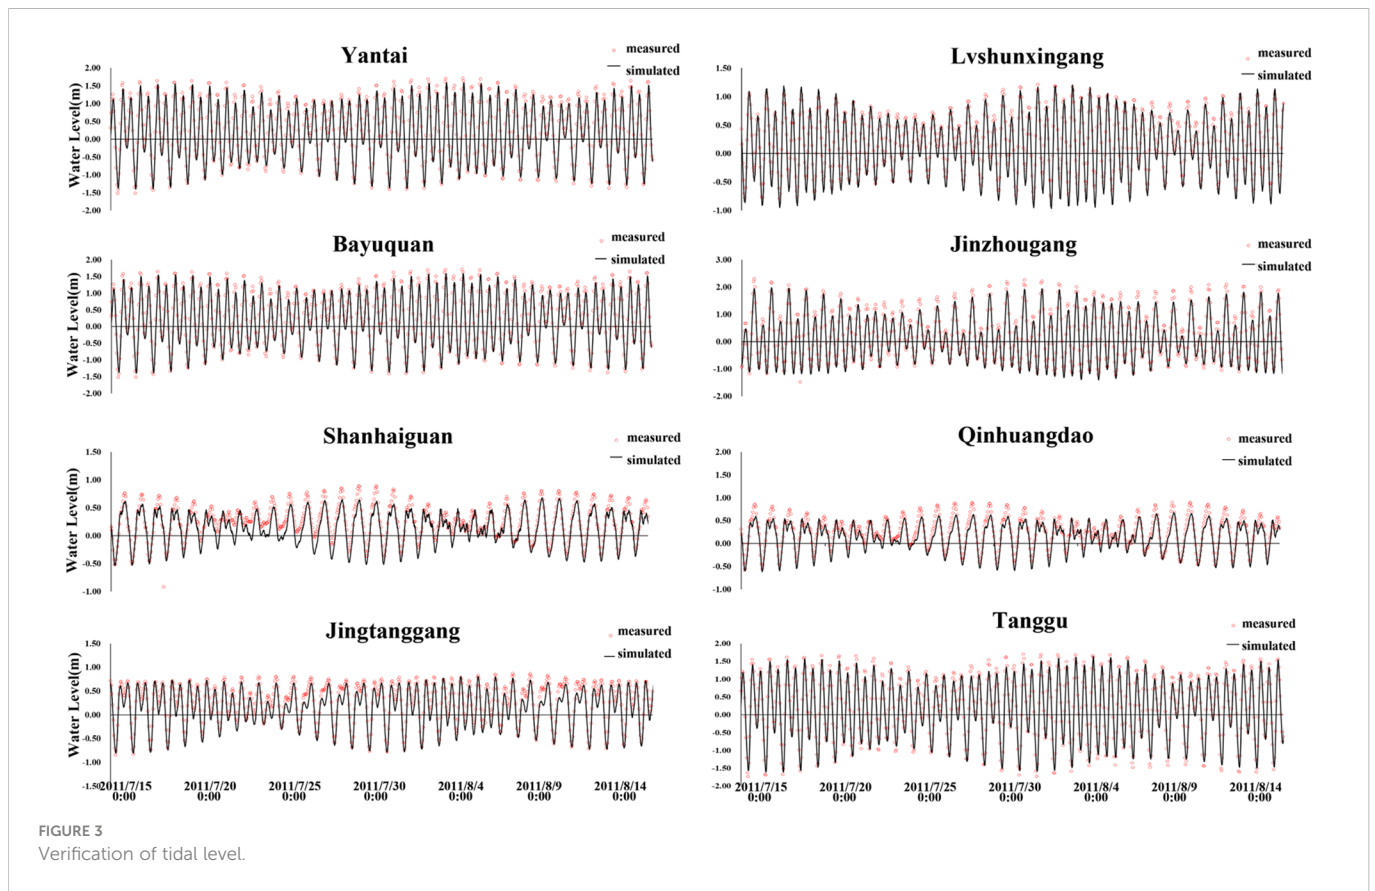 Yantai
measured
simulated
Water Level(m)
2.00
1.50
1.00
0.50
0.00
-0.50
-1.00
-1.50
-2.00
Lvshunxingang
measured
simulated
1.50
1.00
0.50
0.00
-0.50
-1.00
Bayuquan
measured
simulated
Water Level(m)
2.00
1.50
1.00
0.50
0.00
-0.50
-1.00
-1.50
-2.00
Jinzhougang
measured
simulated
3.00
2.00
1.00
0.00
-1.00
-2.00
Shanhaiguan
measured
simulated
Water Level(m)
1.50
1.00
0.50
0.00
-0.50
-1.00
Qinhuangdao
measured
simulated
2.00
1.50
1.00
0.50
0.00
-0.50
-1.00
Jingtanggang
measured
simulated
Water Level(m)
1.50
1.00
0.50
0.00
-0.50
-1.00
-1.50
2011/7/15 2011/7/20 2011/7/25 2011/7/30 2011/8/4 2011/8/9 2011/8/14
0:00 0:00 0:00 0:00 0:00 0:00 0:00
Tanggu
measured
simulated
2.00
1.50
1.00
0.50
0.00
-0.50
-1.00
-1.50
-2.00
2011/7/15 2011/7/20 2011/7/25 2011/7/30 2011/8/4 2011/8/9 2011/8/14
0:00 0:00 0:00 0:00 0:00 0:00 0:00
FIGURE 3
Verification of tidal level.